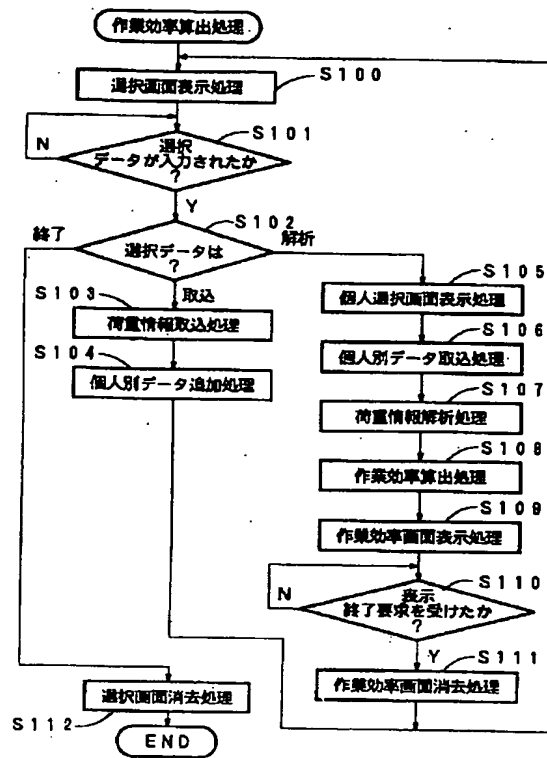 作業効率算出処理
選択画面表示処理
S100
選択
データが入力されたか
?
S101
N
Y
選択データは
?
S102
終了
解析
取込
S103
荷重情報取込処理
S104
個人別データ追加処理
S105
個人選択画面表示処理
S106
個人別データ取込処理
S107
荷重情報解析処理
S108
作業効率算出処理
S109
作業効率画面表示処理
S110
表示
終了要求を受けたか
?
N
Y
S111
作業効率画面消去処理
選択画面消去処理
S112
END